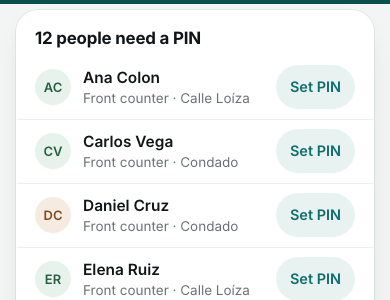 12 people need a PIN
AC
Ana Colon
Front counter · Calle Loíza
Set PIN
CV
Carlos Vega
Front counter · Condado
Set PIN
DC
Daniel Cruz
Front counter · Condado
Set PIN
ER
Elena Ruiz
Front counter · Calle Loíza
Set PIN